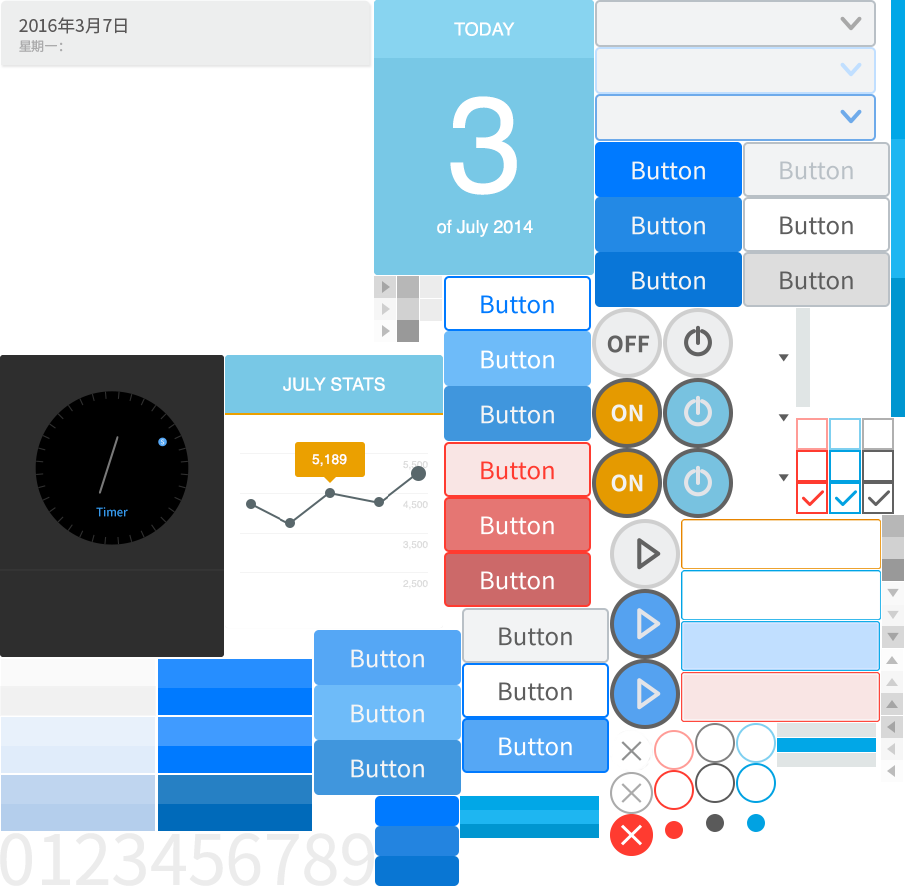 2016年3月7日
星期一:
TODAY
3
of July 2014
Button
Button
Button
Button
Button
Button
Button
Button
Button
Button
Button
Button
OFF
ON
ON
Timer
JULY STATS
5,189
5,500
4,500
3,500
2,500
Button
Button
Button
Button
Button
Button
0123456789